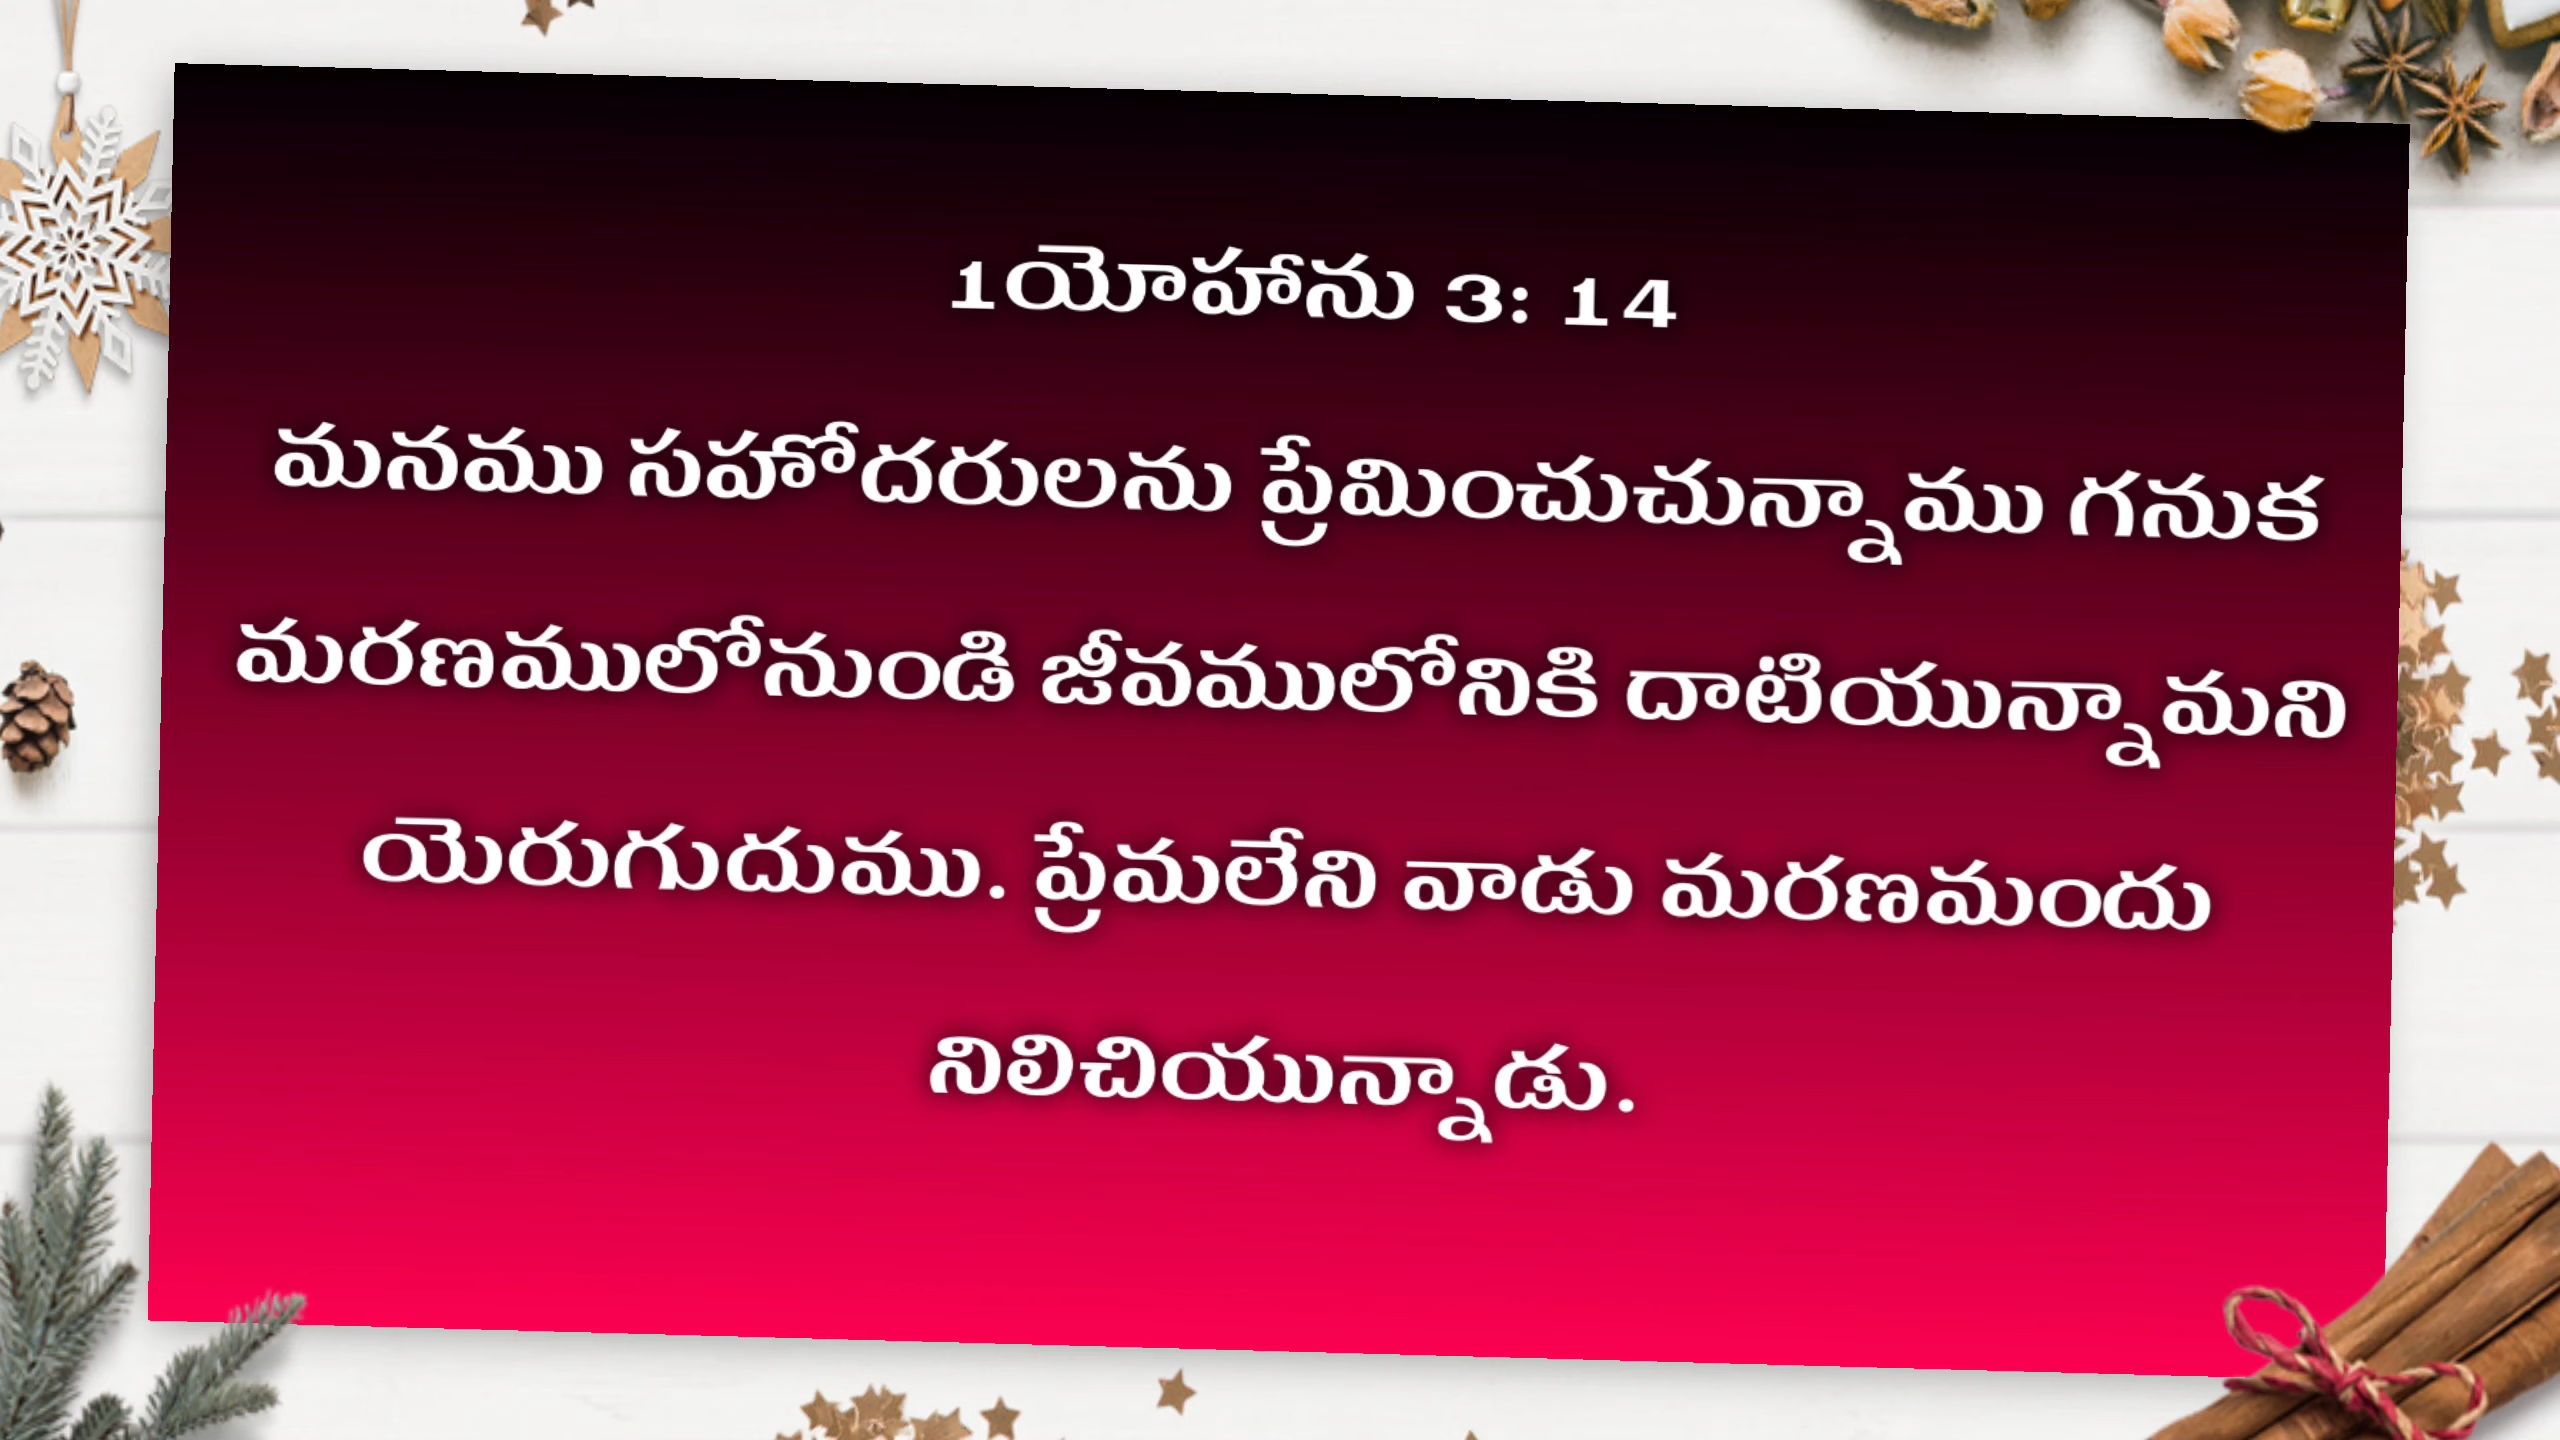 1యోహాను 3: 14
మనము సహోదరులను ప్రేమించుచున్నాము గనుక
మరణములోనుండి జీవములోనికి దాటియున్నామని
యెరుగుదుము. ప్రేమలేని వాడు మరణమందు
నిలిచియున్నాడు.